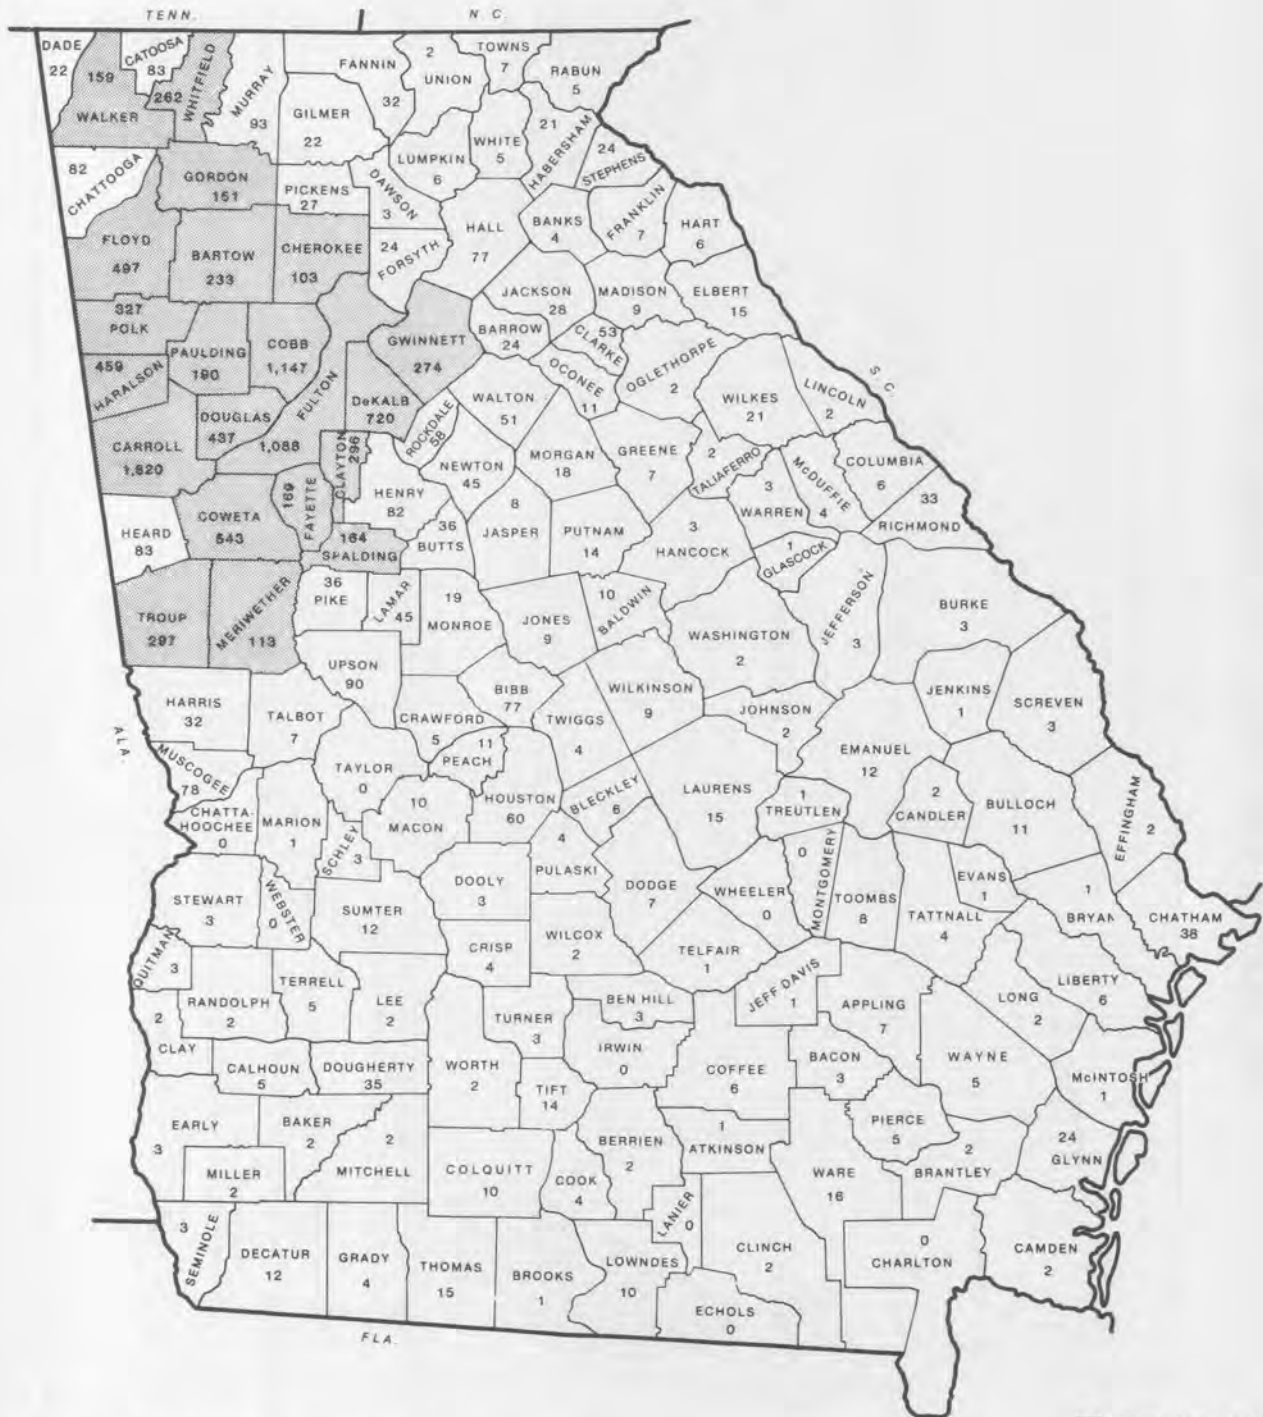 TENN.
N. C.
DADE
22
CATOOSA
83
159
WALKER
262
WHITFIELD
MURRAY
93
FANNIN
32
GILMER
22
2
UNION
TOWNS
7
RABUN
5
LUMPKIN
6
WHITE
5
21
HABERSHAM
24
STEPHENS
82
CHATTOOGA
GORDON
151
PICKENS
27
DAWSON
3
HALL
77
BANKS
4
FRANKLIN
7
HART
6
FLOYD
497
BARTOW
233
CHEROKEE
103
24
FORSYTH
JACKSON
28
MADISON
9
ELBERT
15
327
POLK
PAULDING
190
COBB
1,147
FULTON
1,088
GWINNETT
274
BARROW
24
53
CLARKE
OCONEE
11
OGLETHORPE
2
WILKES
21
LINCOLN
2
S. C.
459
HARALSON
DOUGLAS
437
DeKALB
720
ROCKDALE
58
WALTON
51
CARROLL
1,820
CLAYTON
296
HENRY
82
NEWTON
45
MORGAN
18
GREENE
7
2
TALIAFERRO
3
WARREN
McDUFFIE
4
COLUMBIA
6
33
RICHMOND
HEARD
83
COWETA
543
169
FAYETTE
164
SPALDING
36
BUTTS
8
JASPER
PUTNAM
14
3
HANCOCK
1
GLASCOCK
JEFFERSON
3
BURKE
3
TROUP
297
MERIWETHER
113
36
PIKE
LAMAR
45
19
MONROE
JONES
9
10
BALDWIN
WASHINGTON
2
JENKINS
1
SCREVEN
3
UPSON
90
HARRIS
32
TALBOT
7
CRAWFORD
5
BIBB
77
TWIGGS
4
WILKINSON
9
JOHNSON
2
EMANUEL
12
ALA.
MUSCOGEE
78
TAYLOR
0
11
PEACH
CHATTA-
HOOCHEE
0
MARION
1
SCHLEY
3
10
MACON
HOUSTON
60
BLECKLEY
6
LAURENS
15
1
TREUTLEN
2
CANDLER
BULLOCH
11
EFFINGHAM
2
4
PULASKI
DODGE
7
WHEELER
0
0
MONTGOMERY
TOOMBS
8
TATTNALL
4
EVANS
1
1
BRYAN
CHATHAM
38
STEWART
3
WEBSTER
0
SUMTER
12
DOOLY
3
CRISP
4
WILCOX
2
TELFAIR
1
QUITMAN
3
RANDOLPH
2
TERRELL
5
LEE
2
TURNER
3
BEN HILL
3
JEFF DAVIS
1
APPLING
7
LONG
2
LIBERTY
6
2
CLAY
CALHOUN
5
DOUGHERTY
35
WORTH
2
TIFT
14
IRWIN
0
COFFEE
6
BACON
3
WAYNE
5
McINTOSH
1
EARLY
3
BAKER
2
2
MITCHELL
MILLER
2
COLQUITT
10
COOK
4
BERRIEN
2
1
ATKINSON
WARE
16
PIERCE
5
2
BRANTLEY
24
GLYNN
3
SEMINOLE
DECATUR
12
GRADY
4
THOMAS
15
BROOKS
1
LOWNDES
10
LANIER
0
CLINCH
2
ECHOLS
0
0
CHARLTON
CAMDEN
2
FLA.